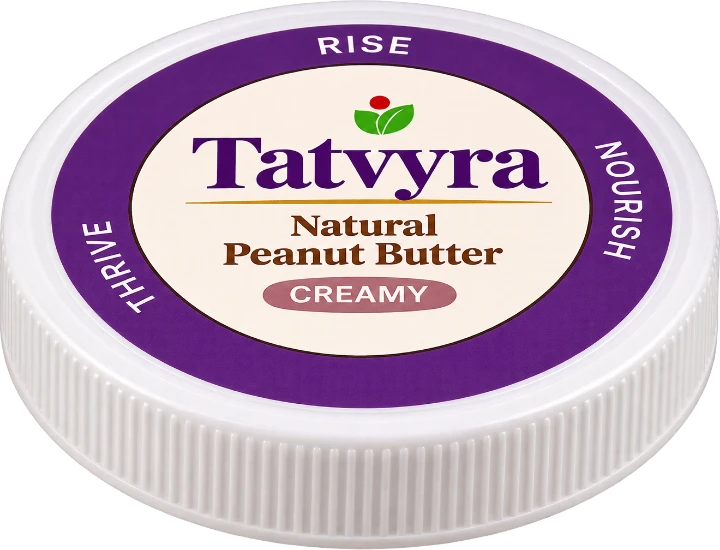 RISE
Tatvyra
Natural
Peanut Butter
CREAMY
THRIVE
NOURISH